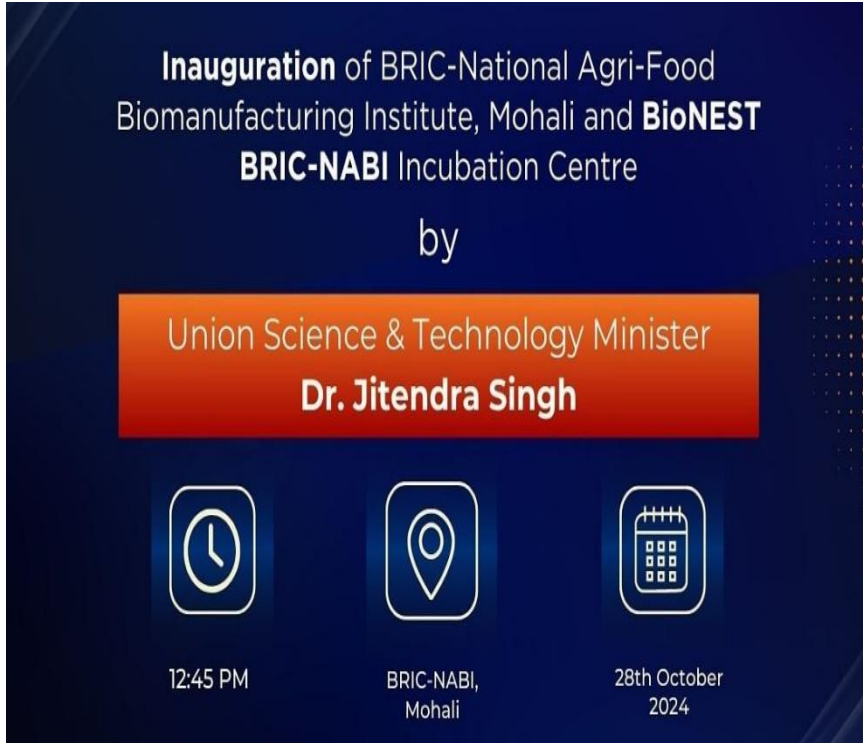 Inauguration of BRIC-National Agri-Food
Biomanufacturing Institute, Mohali and BioNEST
BRIC-NABI Incubation Centre
by
Union Science & Technology Minister
Dr. Jitendra Singh
12:45 PM
BRIC-NABI,
Mohali
28th October
2024